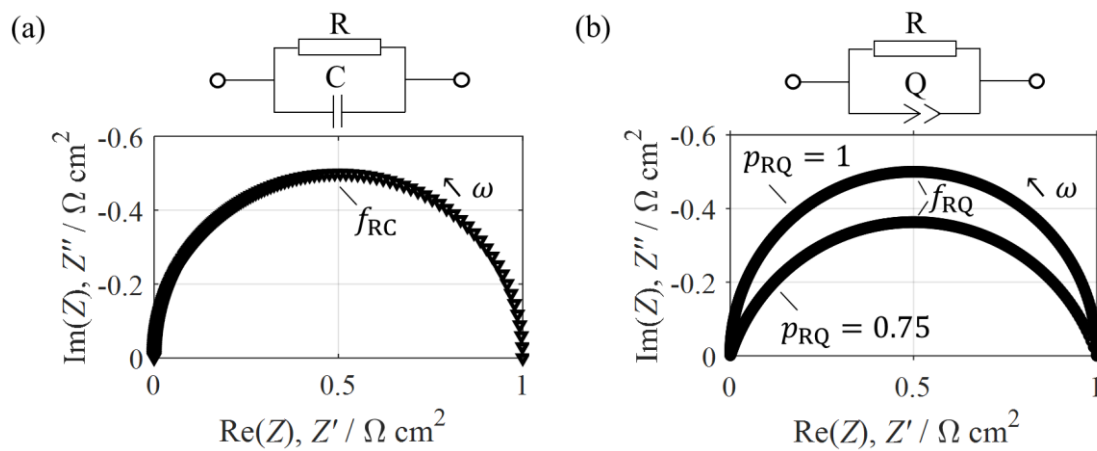 (a)
R
C
-0.6
-0.4
-0.2
0
Im(Z), Z'' / Ω cm²
↖ ω
f_RC
0
0.5
1
Re(Z), Z' / Ω cm²
(b)
R
Q
-0.6
-0.4
-0.2
0
Im(Z), Z'' / Ω cm²
p_RQ = 1
↖ ω
f_RQ
p_RQ = 0.75
0
0.5
1
Re(Z), Z' / Ω cm²